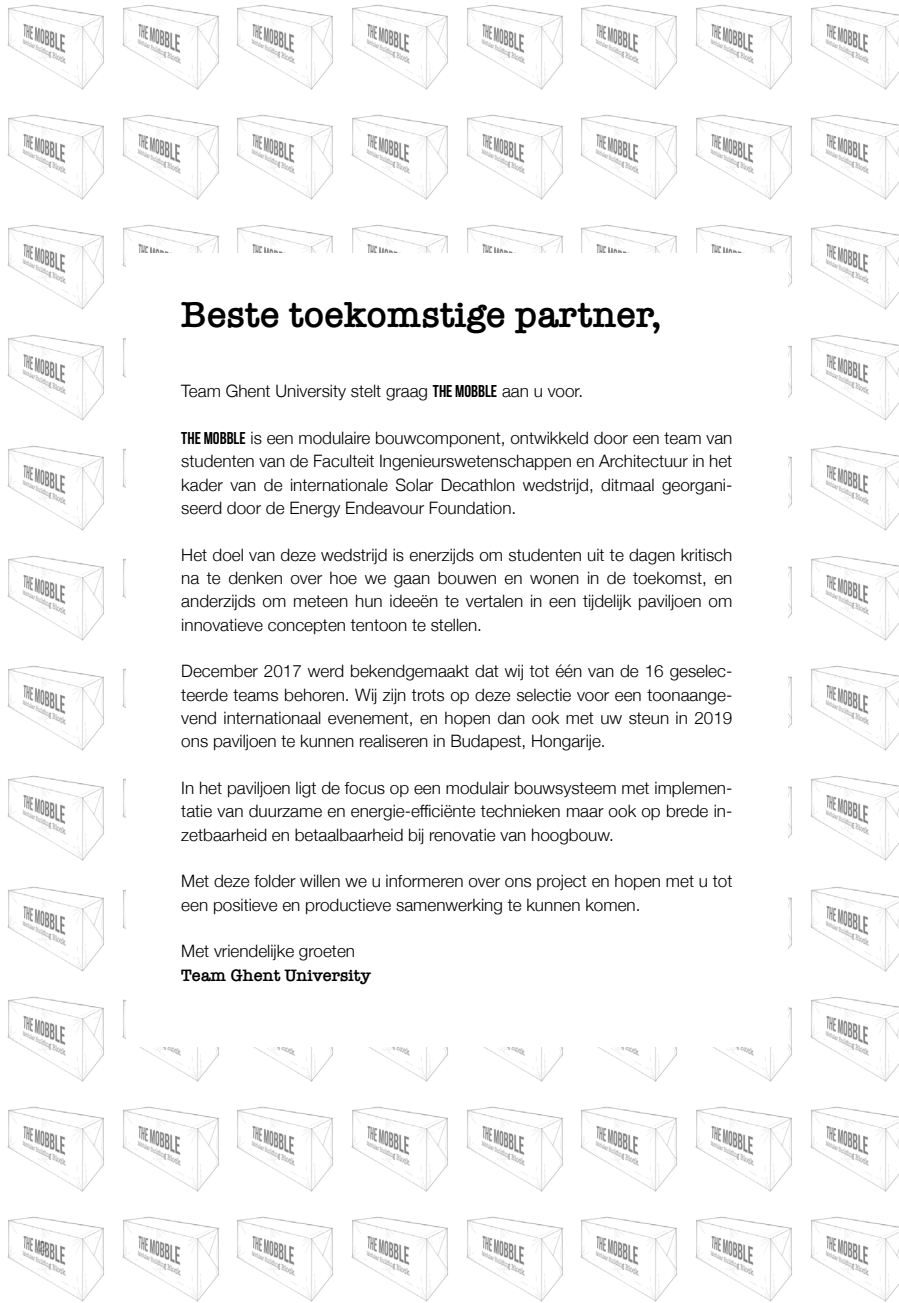 Beste toekomstige partner,
Team Ghent University stelt graag THE MOBBLE aan u voor.
THE MOBBLE is een modulaire bouwcomponent, ontwikkeld door een team van
studenten van de Faculteit Ingenieurswetenschappen en Architectuur in het
kader van de internationale Solar Decathlon wedstrijd, ditmaal georgani-
seerd door de Energy Endeavour Foundation.
Het doel van deze wedstrijd is enerzijds om studenten uit te dagen kritisch
na te denken over hoe we gaan bouwen en wonen in de toekomst, en
anderzijds om meteen hun ideeën te vertalen in een tijdelijk paviljoen om
innovatieve concepten tentoon te stellen.
December 2017 werd bekendgemaakt dat wij tot één van de 16 geselec-
teerde teams behoren. Wij zijn trots op deze selectie voor een toonaange-
vend internationaal evenement, en hopen dan ook met uw steun in 2019
ons paviljoen te kunnen realiseren in Budapest, Hongarije.
In het paviljoen ligt de focus op een modulair bouwsysteem met implemen-
tatie van duurzame en energie-efficiënte technieken maar ook op brede in-
zetbaarheid en betaalbaarheid bij renovatie van hoogbouw.
Met deze folder willen we u informeren over ons project en hopen met u tot
een positieve en productieve samenwerking te kunnen komen.
Met vriendelijke groeten
Team Ghent University